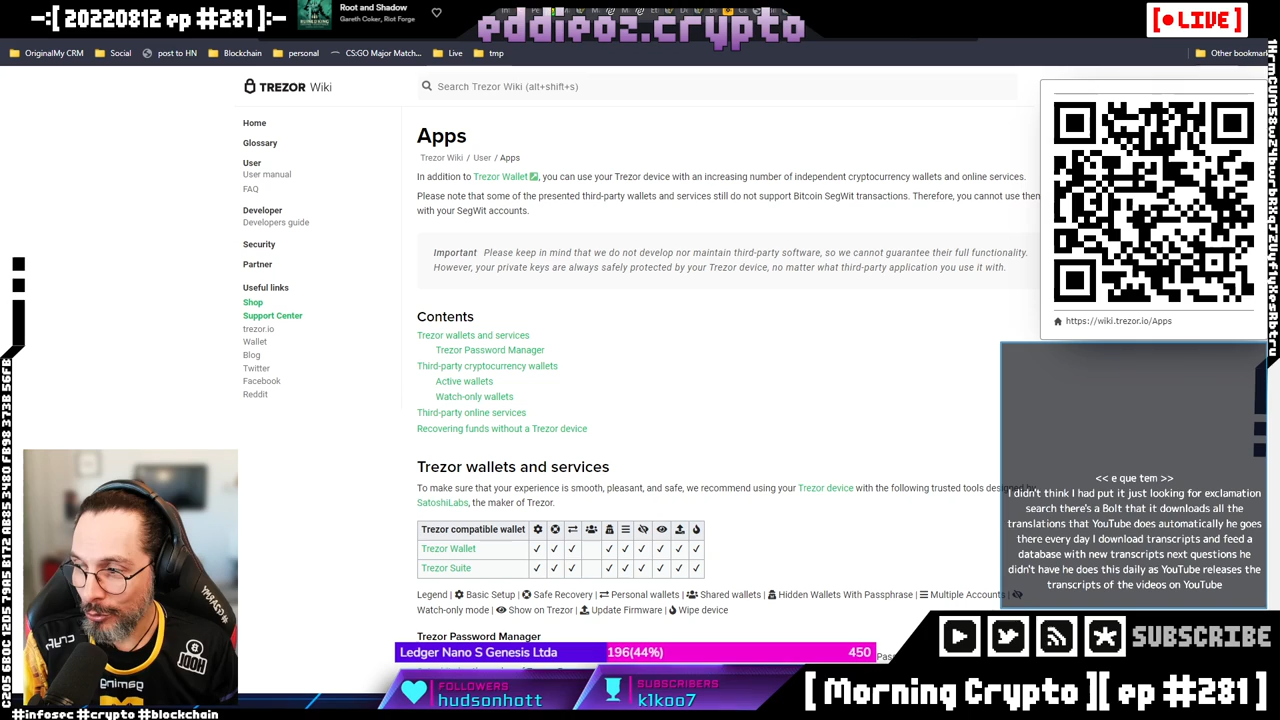 -:[ 20220812 ep #281]:-
Root and Shadow
Gareth Coker, Riot Forge
eddieoz.crypto
[●LIVE]
OriginalMy CRM
Social
post to HN
Blockchain
personal
CS:GO Major Match...
Live
tmp
Other bookmar
TREZOR Wiki
Search Trezor Wiki (alt+shift+s)
Home
Glossary
User
User manual
FAQ
Developer
Developers guide
Security
Partner
Useful links
Shop
Support Center
trezor.io
Wallet
Blog
Twitter
Facebook
Reddit
Apps
Trezor Wiki / User / Apps
In addition to Trezor Wallet, you can use your Trezor device with an increasing number of independent cryptocurrency wallets and online services.
Please note that some of the presented third-party wallets and services still do not support Bitcoin SegWit transactions. Therefore, you cannot use them
with your SegWit accounts.
Important Please keep in mind that we do not develop nor maintain third-party software, so we cannot guarantee their full functionality.
However, your private keys are always safely protected by your Trezor device, no matter what third-party application you use it with.
Contents
Trezor wallets and services
Trezor Password Manager
Third-party cryptocurrency wallets
Active wallets
Watch-only wallets
Third-party online services
Recovering funds without a Trezor device
Trezor wallets and services
To make sure that your experience is smooth, pleasant, and safe, we recommend using your Trezor device with the following trusted tools designed by
SatoshiLabs, the maker of Trezor.
Trezor compatible wallet
Trezor Wallet ✓ ✓ ✓ ✓ ✓ ✓ ✓ ✓ ✓
Trezor Suite ✓ ✓ ✓ ✓ ✓ ✓ ✓ ✓ ✓
Legend | Basic Setup | Safe Recovery | Personal wallets | Shared wallets | Hidden Wallets With Passphrase | Multiple Accounts |
Watch-only mode | Show on Trezor | Update Firmware | Wipe device
Trezor Password Manager
https://wiki.trezor.io/Apps
<< e que tem >>
I didn't think I had put it just looking for exclamation
search there's a Bolt that it downloads all the
translations that YouTube does automatically he goes
there every day I download transcripts and feed a
database with new transcripts next questions he
didn't have he does this daily as YouTube releases the
transcripts of the videos on YouTube
Ledger Nano S Genesis Ltda
196(44%)
450
FOLLOWERS
hudsonhott
SUBSCRIBERS
k1koo7
SUBSCRIBE
[ Morning Crypto ][ ep #281 ]
#infosec #crypto #blockchain